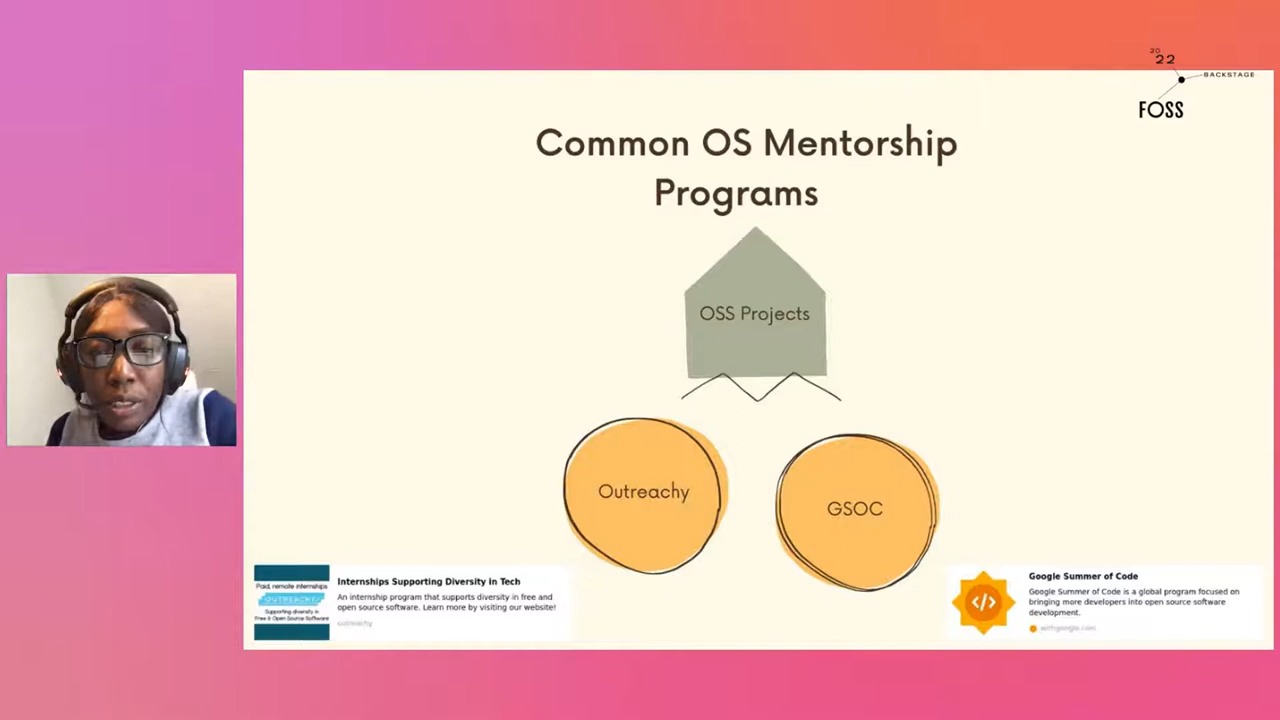 20
22
BACKSTAGE
FOSS
Common OS Mentorship
Programs
OSS Projects
Outreachy
GSOC
Paid, remote internships
OUTREACHY
Supporting diversity in
Free & Open Source Software
Internships Supporting Diversity in Tech
An internship program that supports diversity in free and
open source software. Learn more by visiting our website!
outreachy
</>
Google Summer of Code
Google Summer of Code is a global program focused on
bringing more developers into open source software
development.
withgoogle.com